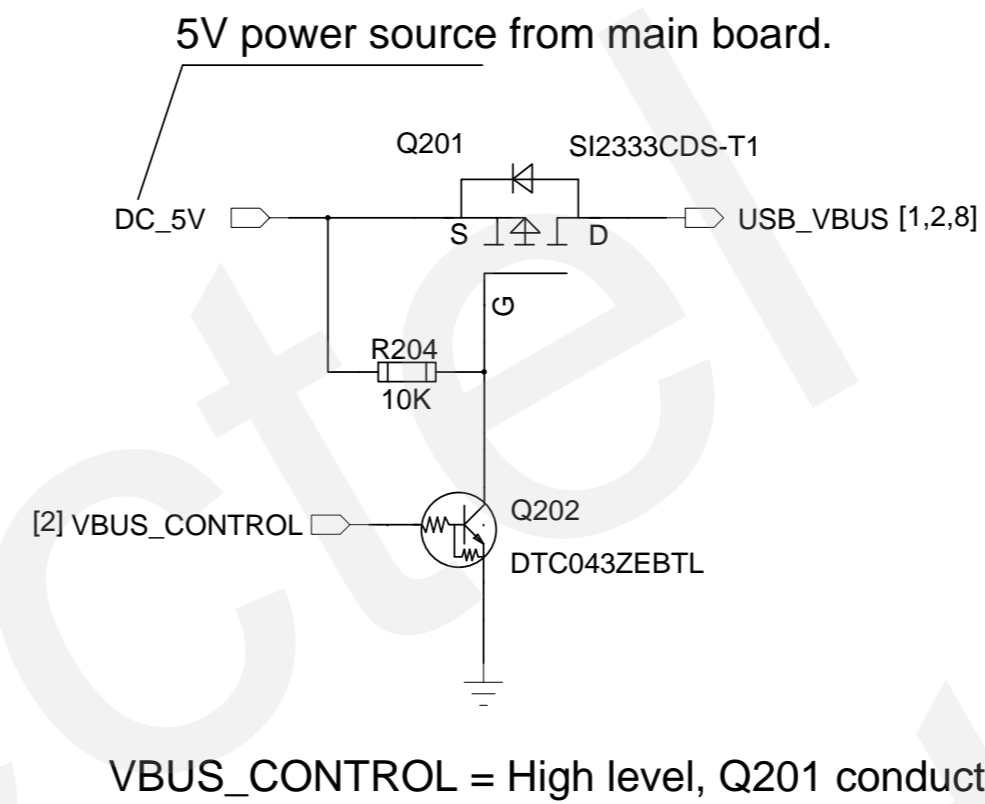 5V power source from main board.
Q201
SI2333CDS-T1
DC_5V
S
D
USB_VBUS [1,2,8]
G
R204
10K
[2] VBUS_CONTROL
Q202
DTC043ZEBTL
VBUS_CONTROL = High level, Q201 conduct
ctel